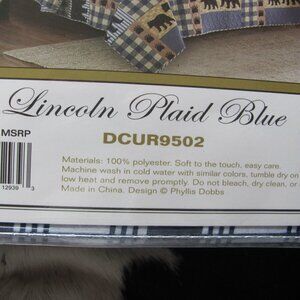 Lincoln Plaid Blue
MSRP
DCUR9502
Materials: 100% polyester. Soft to the touch, easy care.
Machine wash in cold water with similar colors, tumble dry on
low heat and remove promptly. Do not bleach, dry clean, or
Made in China. Design © Phyllis Dobbs
12939 3